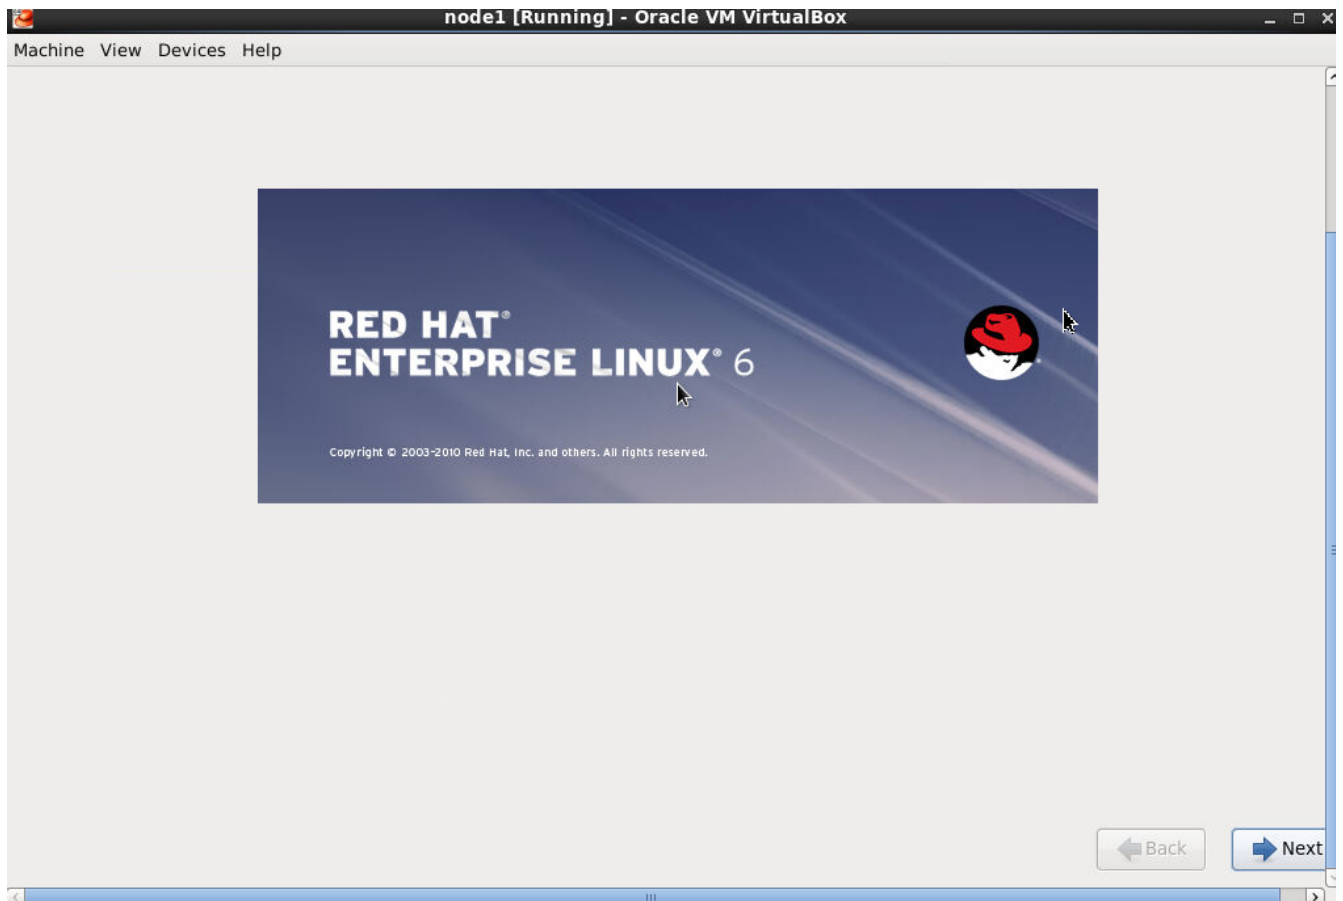 node1 [Running] - Oracle VM VirtualBox
Machine View Devices Help
RED HAT®
ENTERPRISE LINUX® 6
Copyright © 2003-2010 Red Hat, Inc. and others. All rights reserved.
Back
Next